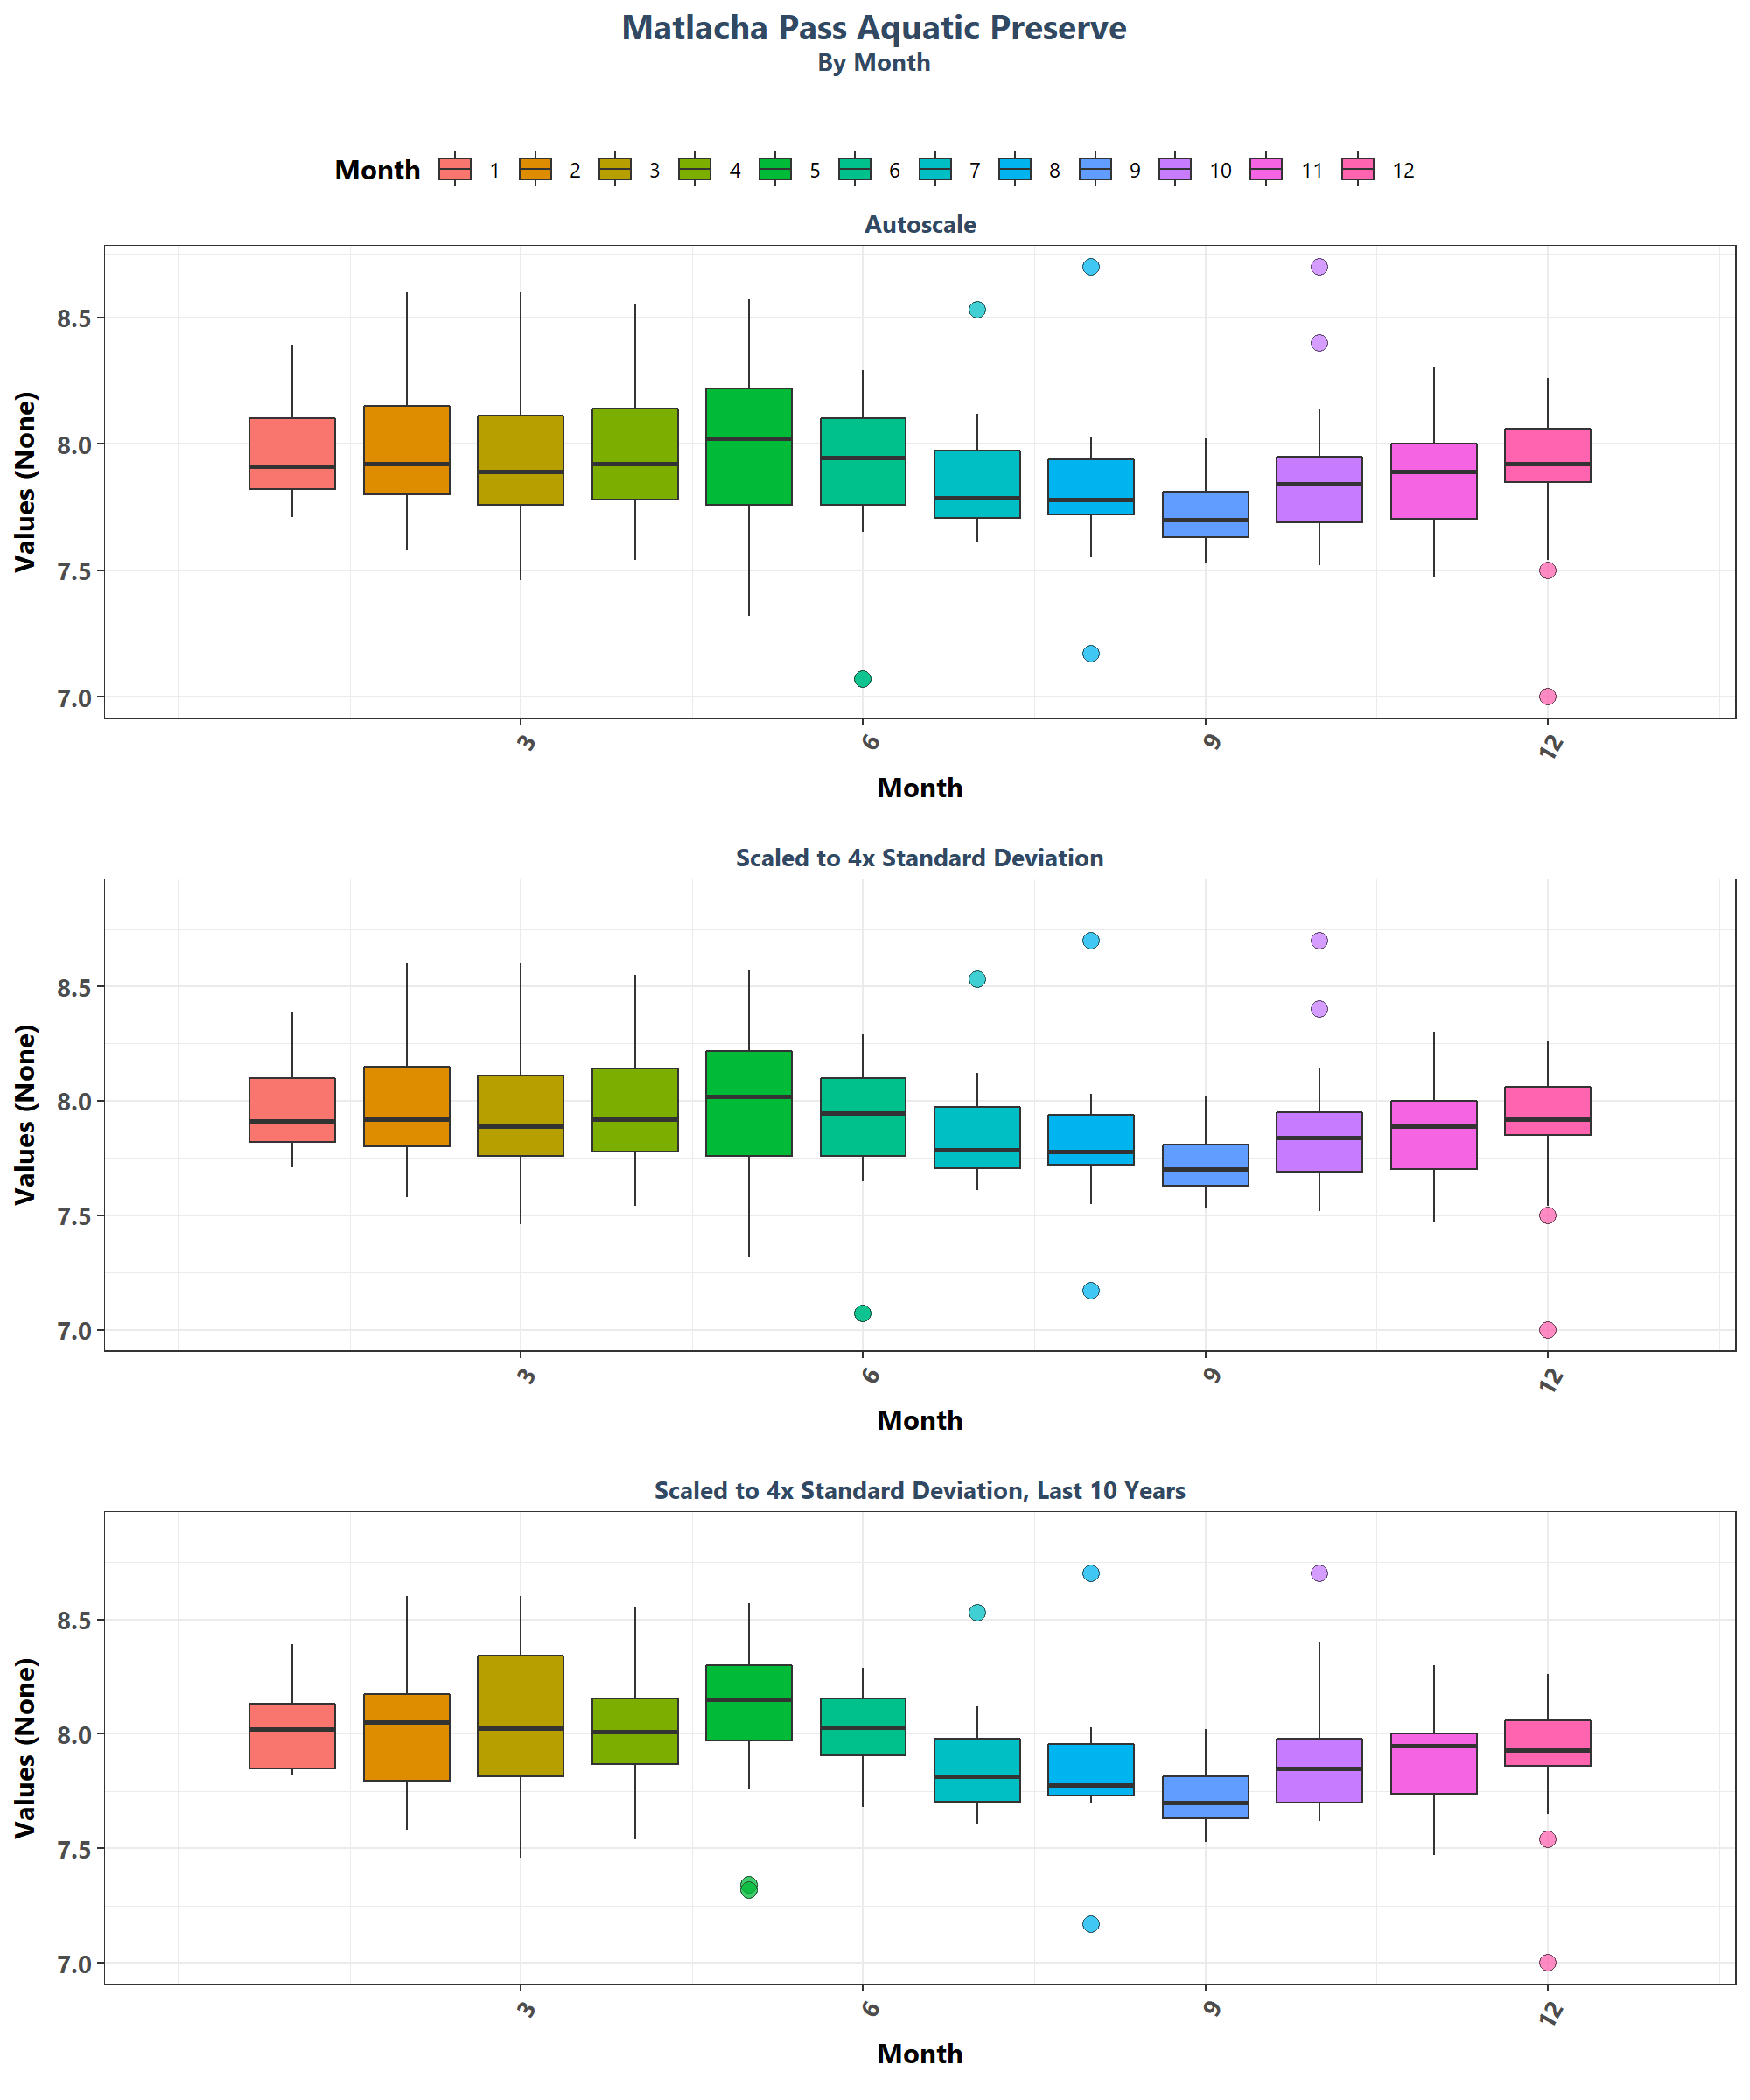 Matlacha Pass Aquatic Preserve
By Month
Month 1 2 3 4 5 6 7 8 9 10 11 12
Autoscale
Values (None)
8.5
8.0
7.5
7.0
3 6 9 12
Month
Scaled to 4x Standard Deviation
Values (None)
8.5
8.0
7.5
7.0
3 6 9 12
Month
Scaled to 4x Standard Deviation, Last 10 Years
Values (None)
8.5
8.0
7.5
7.0
3 6 9 12
Month